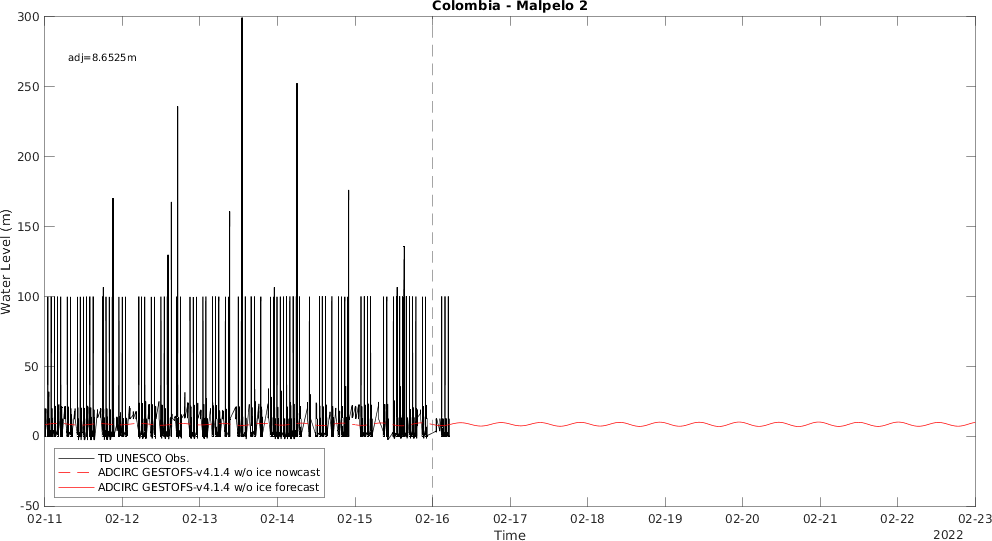 Colombia - Malpelo 2
300
250
200
150
100
50
0
-50
Water Level (m)
adj=8.6525m
TD UNESCO Obs.
ADCIRC GESTOFS-v4.1.4 w/o ice nowcast
ADCIRC GESTOFS-v4.1.4 w/o ice forecast
02-11 02-12 02-13 02-14 02-15 02-16 02-17 02-18 02-19 02-20 02-21 02-22 02-23
Time
2022